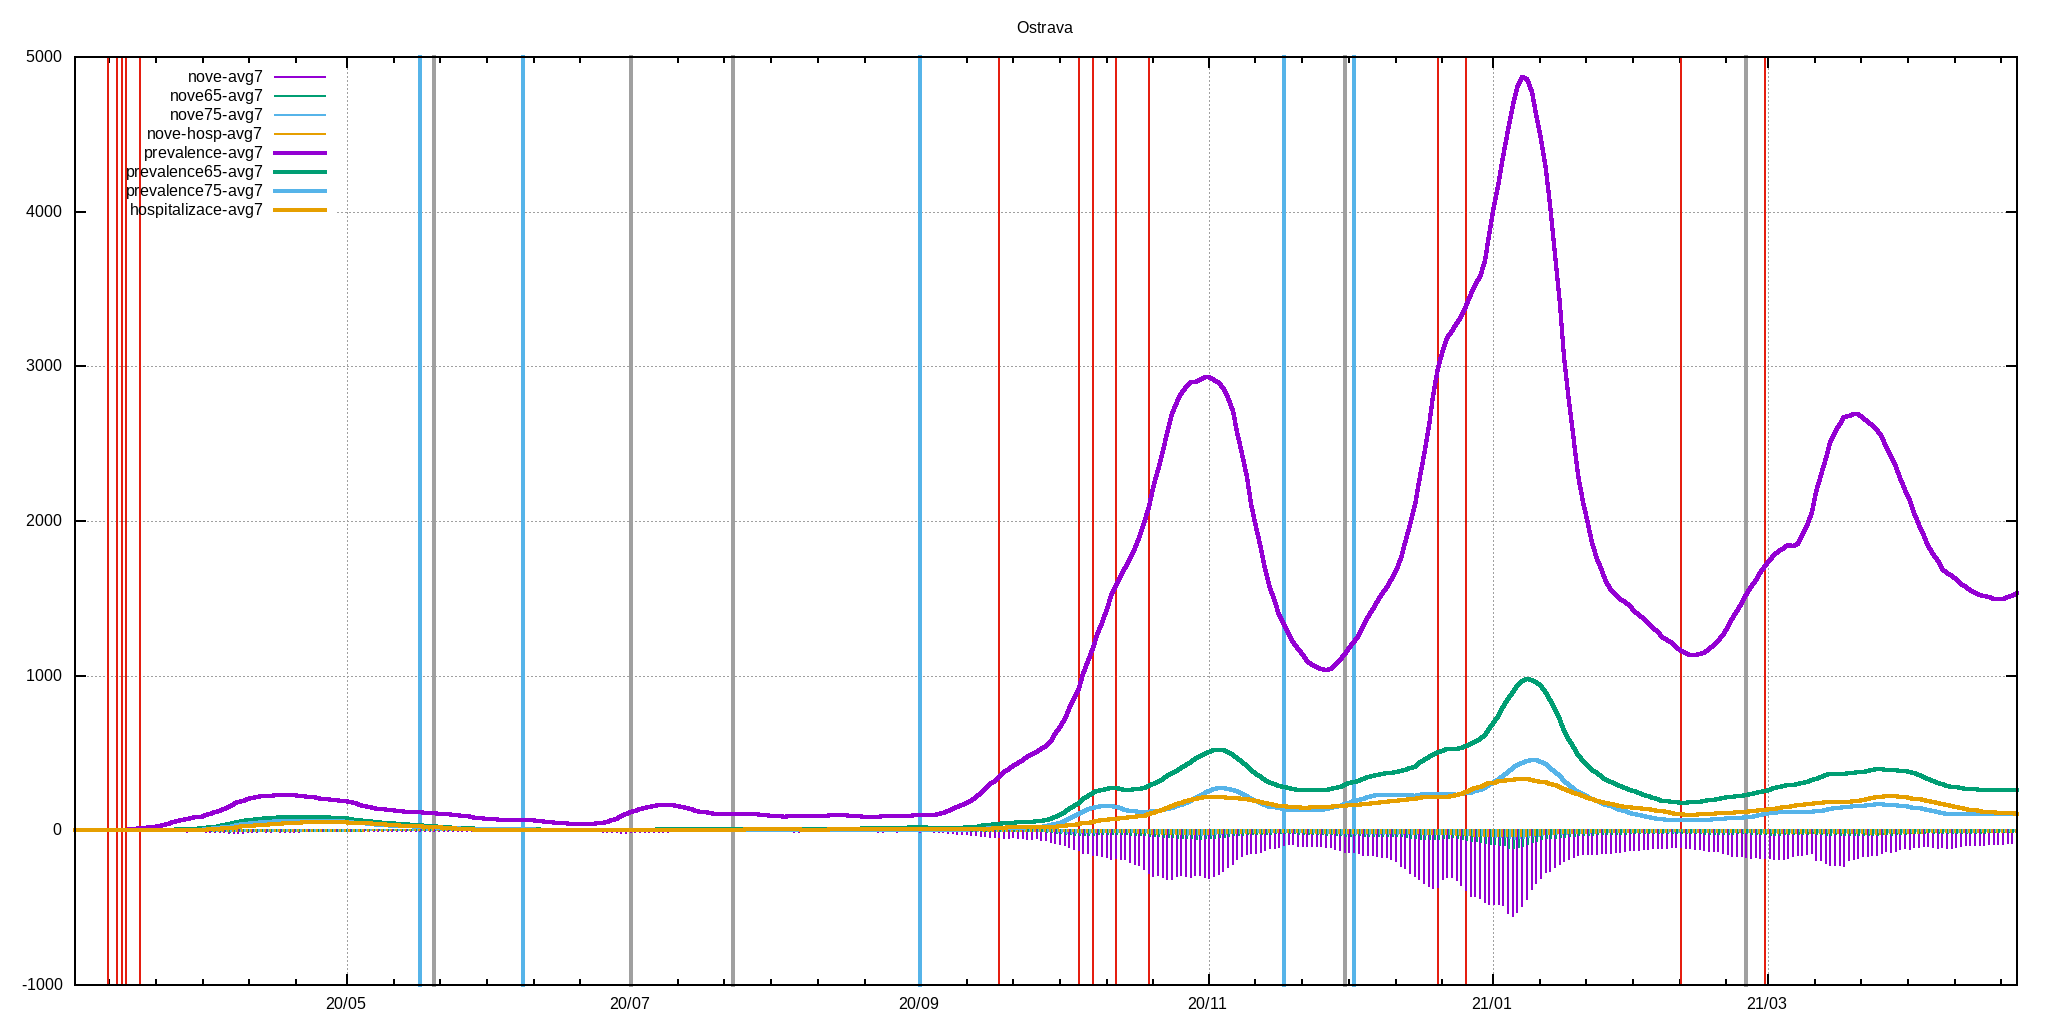 Ostrava
5000
4000
3000
2000
1000
0
-1000
nove-avg7
nove65-avg7
nove75-avg7
nove-hosp-avg7
prevalence-avg7
prevalence65-avg7
prevalence75-avg7
hospitalizace-avg7
20/05 20/07 20/09 20/11 21/01 21/03